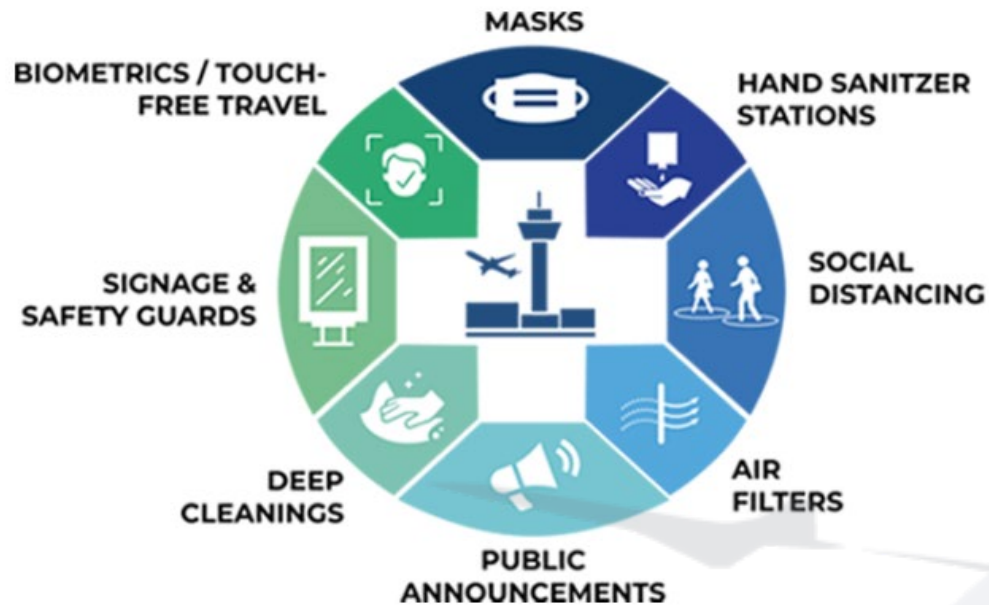 MASKS
HAND SANITZER
STATIONS
SOCIAL
DISTANCING
AIR
FILTERS
PUBLIC
ANNOUNCEMENTS
DEEP
CLEANINGS
SIGNAGE &
SAFETY GUARDS
BIOMETRICS / TOUCH-
FREE TRAVEL